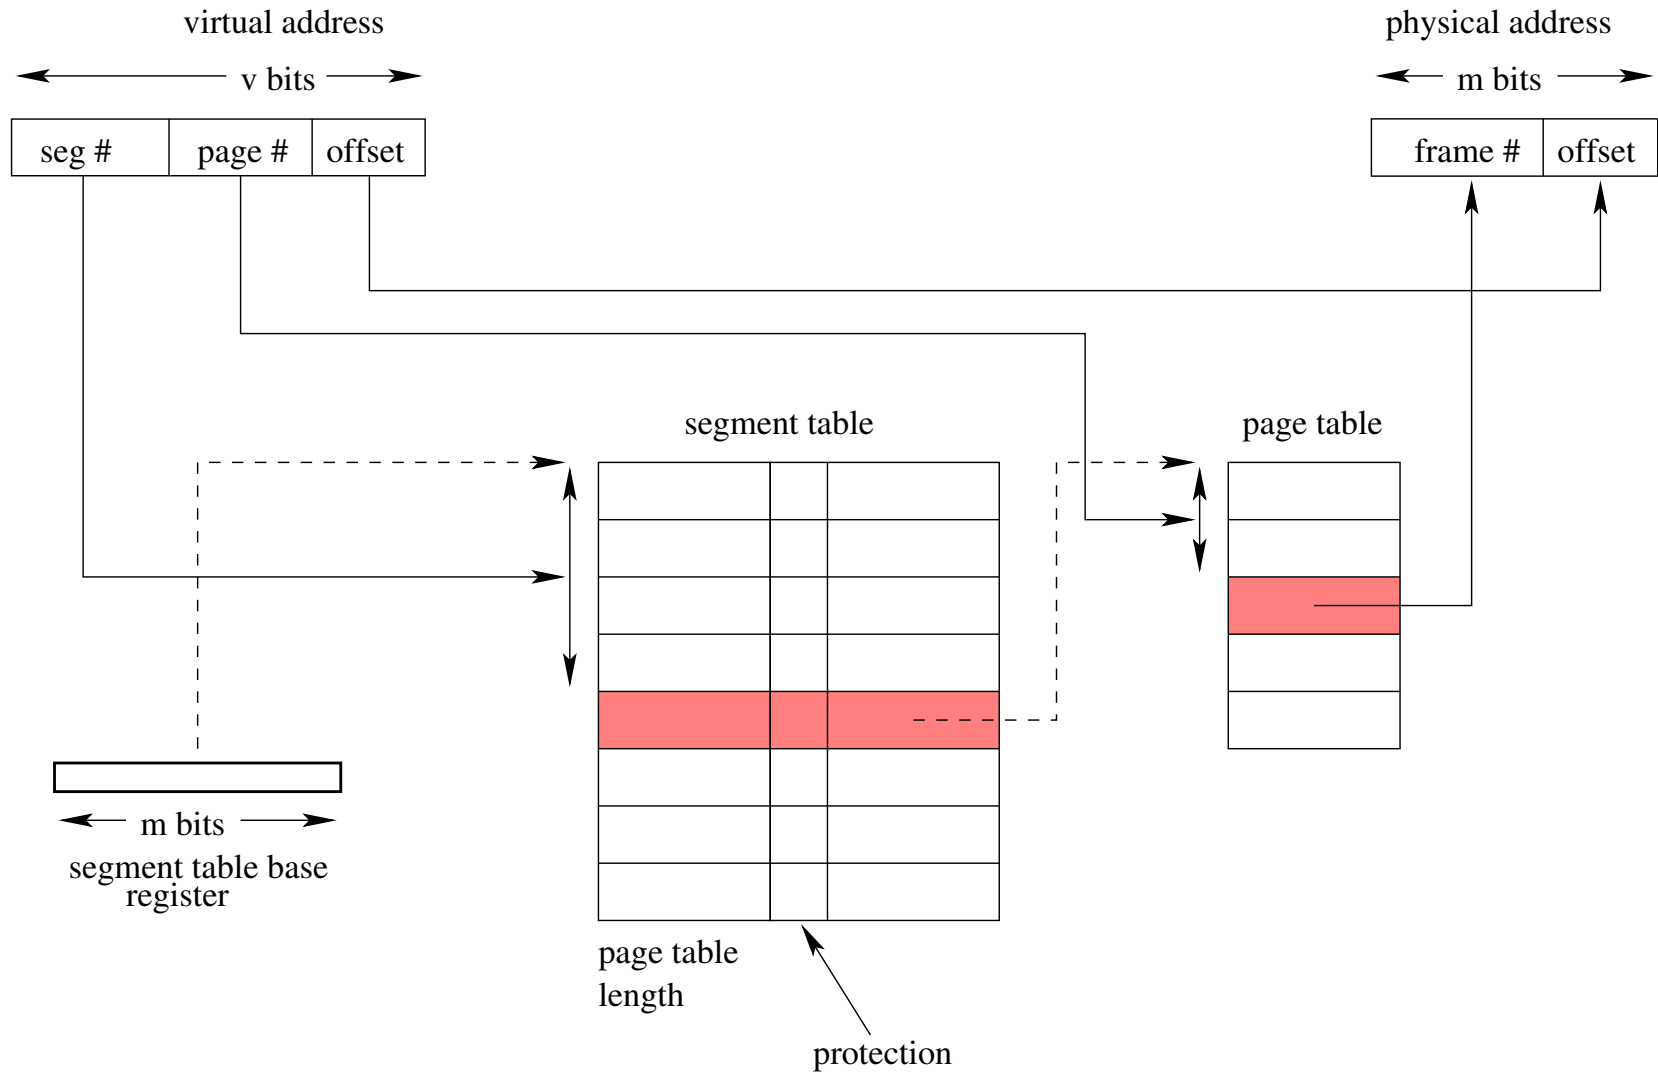 virtual address
physical address
v bits
m bits
seg #
page #
offset
frame #
offset
segment table
page table
m bits
segment table base
register
page table
length
protection